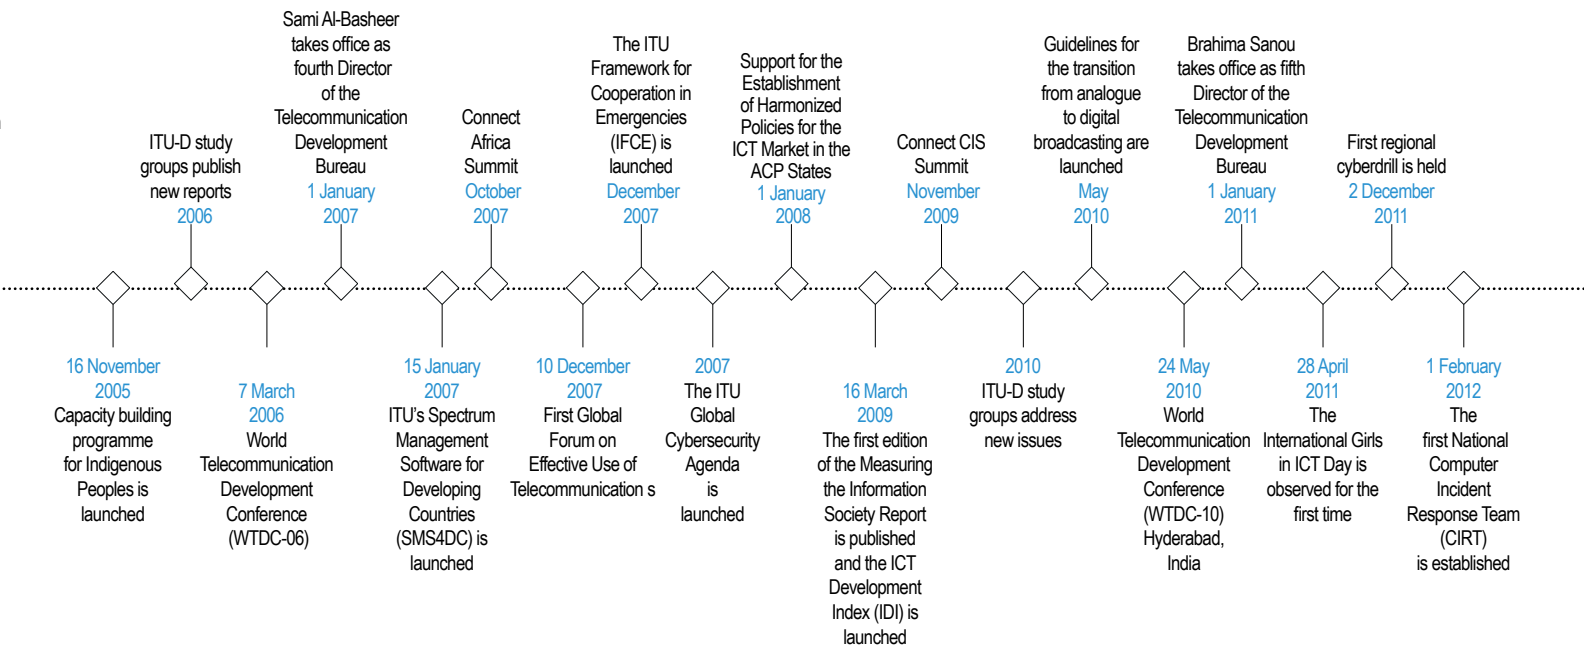 Sami Al-Basheer
takes office as
fourth Director
of the
Telecommunication
Development
Bureau
1 January
2007
ITU-D study
groups publish
new reports
2006
Connect
Africa
Summit
October
2007
The ITU
Framework for
Cooperation in
Emergencies
(IFCE) is
launched
December
2007
Support for the
Establishment
of Harmonized
Policies for the
ICT Market in the
ACP States
1 January
2008
Connect CIS
Summit
November
2009
Guidelines for
the transition
from analogue
to digital
broadcasting are
launched
May
2010
Brahima Sanou
takes office as fifth
Director of the
Telecommunication
Development
Bureau
1 January
2011
First regional
cyberdrill is held
2 December
2011
16 November
2005
Capacity building
programme
for Indigenous
Peoples is
launched
7 March
2006
World
Telecommunication
Development
Conference
(WTDC-06)
15 January
2007
ITU's Spectrum
Management
Software for
Developing
Countries
(SMS4DC) is
launched
10 December
2007
First Global
Forum on
Effective Use of
Telecommunication s
2007
The ITU
Global
Cybersecurity
Agenda
is
launched
16 March
2009
The first edition
of the Measuring
the Information
Society Report
is published
and the ICT
Development
Index (IDI) is
launched
2010
ITU-D study
groups address
new issues
24 May
2010
World
Telecommunication
Development
Conference
(WTDC-10)
Hyderabad,
India
28 April
2011
The
International Girls
in ICT Day is
observed for the
first time
1 February
2012
The
first National
Computer
Incident
Response Team
(CIRT)
is established